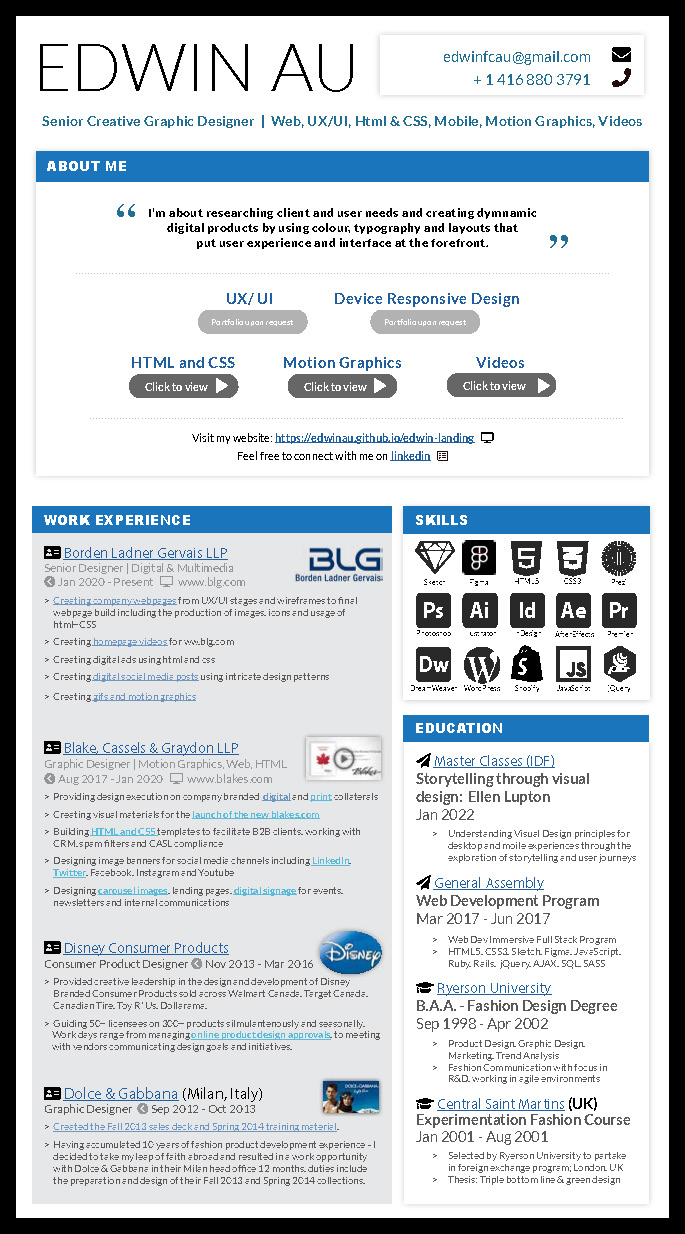 EDWIN AU
edwinfcau@gmail.com
+ 1 416 880 3791
Senior Creative Graphic Designer | Web, UX/UI, Html & CSS, Mobile, Motion Graphics, Videos
ABOUT ME
“ I'm about researching client and user needs and creating dymnamic
digital products by using colour, typography and layouts that
put user experience and interface at the forefront. ”
UX/ UI
Portfolio upon request
Device Responsive Design
Portfolio upon request
HTML and CSS
Click to view
Motion Graphics
Click to view
Videos
Click to view
Visit my website: https://edwinau.github.io/edwin-landing
Feel free to connect with me on linkedin
WORK EXPERIENCE
Borden Ladner Gervais LLP
Senior Designer | Digital & Multimedia
Jan 2020 - Present www.blg.com
BLG
Borden Ladner Gervais
> Creating company webpages from UX/UI stages and wireframes to final
webpage build including the production of images, icons and usage of
html-CSS
> Creating homepage videos for ww.blg.com
> Creating digital ads using html and css
> Creating digital social media posts using intricate design patterns
> Creating gifs and motion graphics
Blake, Cassels & Graydon LLP
Graphic Designer | Motion Graphics, Web, HTML
Aug 2017 - Jan 2020 www.blakes.com
Blakes
> Providing design execution on company branded digital and print collaterals
> Creating visual materials for the launch of the new blakes.com
> Building HTML and CSS templates to facilitate B2B clients, working with
CRM, spam filters and CASL compliance
> Designing image banners for social media channels including LinkedIn,
Twitter, Facebook, Instagram and Youtube
> Designing carousel images, landing pages, digital signage for events,
newsletters and internal communications
Disney Consumer Products
Consumer Product Designer Nov 2013 - Mar 2016
Disney
> Provided creative leadership in the design and development of Disney
Branded Consumer Products sold across Walmart Canada, Target Canada,
Canadian Tire, Toy R' Us, Dollarama.
> Guiding 50+ licensees on 300+ products silmulantenously and seasonally.
Work days range from managing online product design approvals, to meeting
with vendors communicating design goals and initiatives.
Dolce & Gabbana (Milan, Italy)
Graphic Designer Sep 2012 - Oct 2013
> Created the Fall 2013 sales deck and Spring 2014 training material.
> Having accumulated 10 years of fashion product development experience - I
decided to take my leap of faith abroad and resulted in a work opportunity
with Dolce & Gabbana in their Milan head office 12 months, duties include
the preparation and design of their Fall 2013 and Spring 2014 collections.
SKILLS
Sketch
Figma
HTML5
CSS3
Prezi
Ps
Ai
Id
Ae
Pr
Photoshop
Illustrator
InDesign
AfterEffects
Premier
Dw
JS
DreamWeaver
WordPress
Shopify
JavaScript
jQuery
EDUCATION
Master Classes (IDF)
Storytelling through visual
design: Ellen Lupton
Jan 2022
> Understanding Visual Design principles for
desktop and moile experiences through the
exploration of storytelling and user journeys
General Assembly
Web Development Program
Mar 2017 - Jun 2017
> Web Dev Immersive Full Stack Program
> HTML5, CSS3, Sketch, Figma, JavaScript,
Ruby, Rails, jQuery, AJAX, SQL, SASS
Ryerson University
B.A.A. - Fashion Design Degree
Sep 1998 - Apr 2002
> Product Design, Graphic Design,
Marketing, Trend Analysis
> Fashion Communication with focus in
R&D, working in agile environments
Central Saint Martins (UK)
Experimentation Fashion Course
Jan 2001 - Aug 2001
> Selected by Ryerson University to partake
in foreign exchange program; London, UK
> Thesis: Triple bottom line & green design